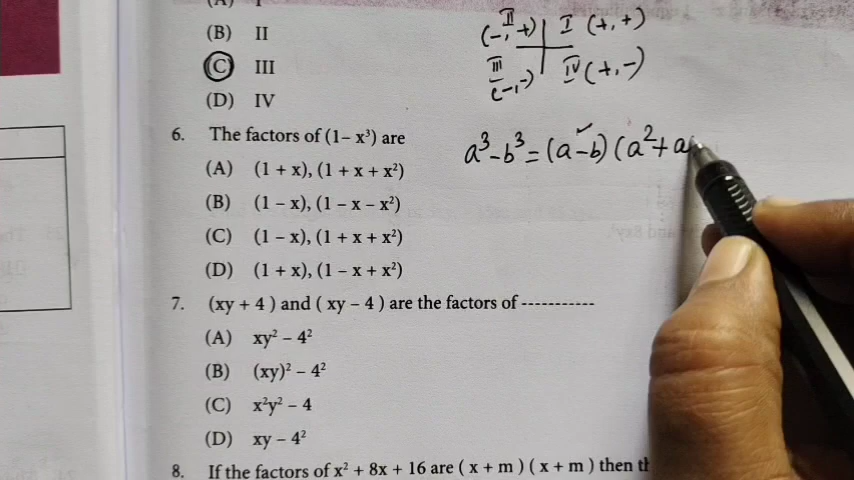 (A) I
(B) II
(C) III
(D) IV
II (-, +) I (+, +)
III (-, -) IV (+, -)
6. The factors of (1– x³) are
a³ - b³ = (a - b) (a² + a
(A) (1 + x), (1 + x + x²)
(B) (1 – x), (1 – x – x²)
(C) (1 – x), (1 + x + x²)
(D) (1 + x), (1 – x + x²)
7. (xy + 4 ) and ( xy – 4 ) are the factors of -----------
(A) xy² – 4²
(B) (xy)² – 4²
(C) x²y² – 4
(D) xy – 4²
8. If the factors of x² + 8x + 16 are ( x + m ) ( x + m ) then